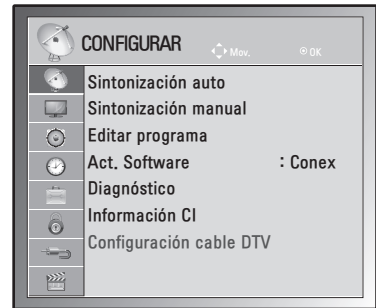 CONFIGURAR Mov. OK
Sintonización auto
Sintonización manual
Editar programa
Act. Software : Conex
Diagnóstico
Información CI
Configuración cable DTV